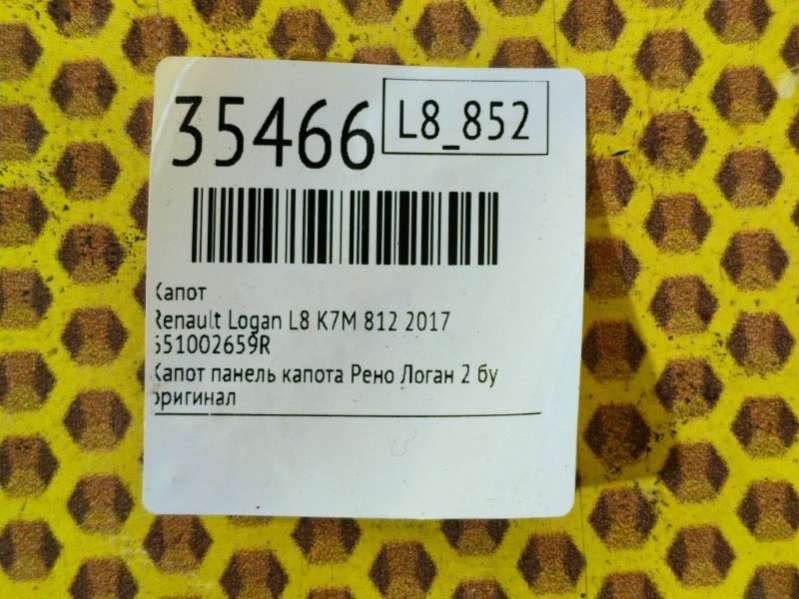 35466
L8_852
Капот
Renault Logan L8 K7M 812 2017
651002659R
Капот панель капота Рено Логан 2 бу
оригинал